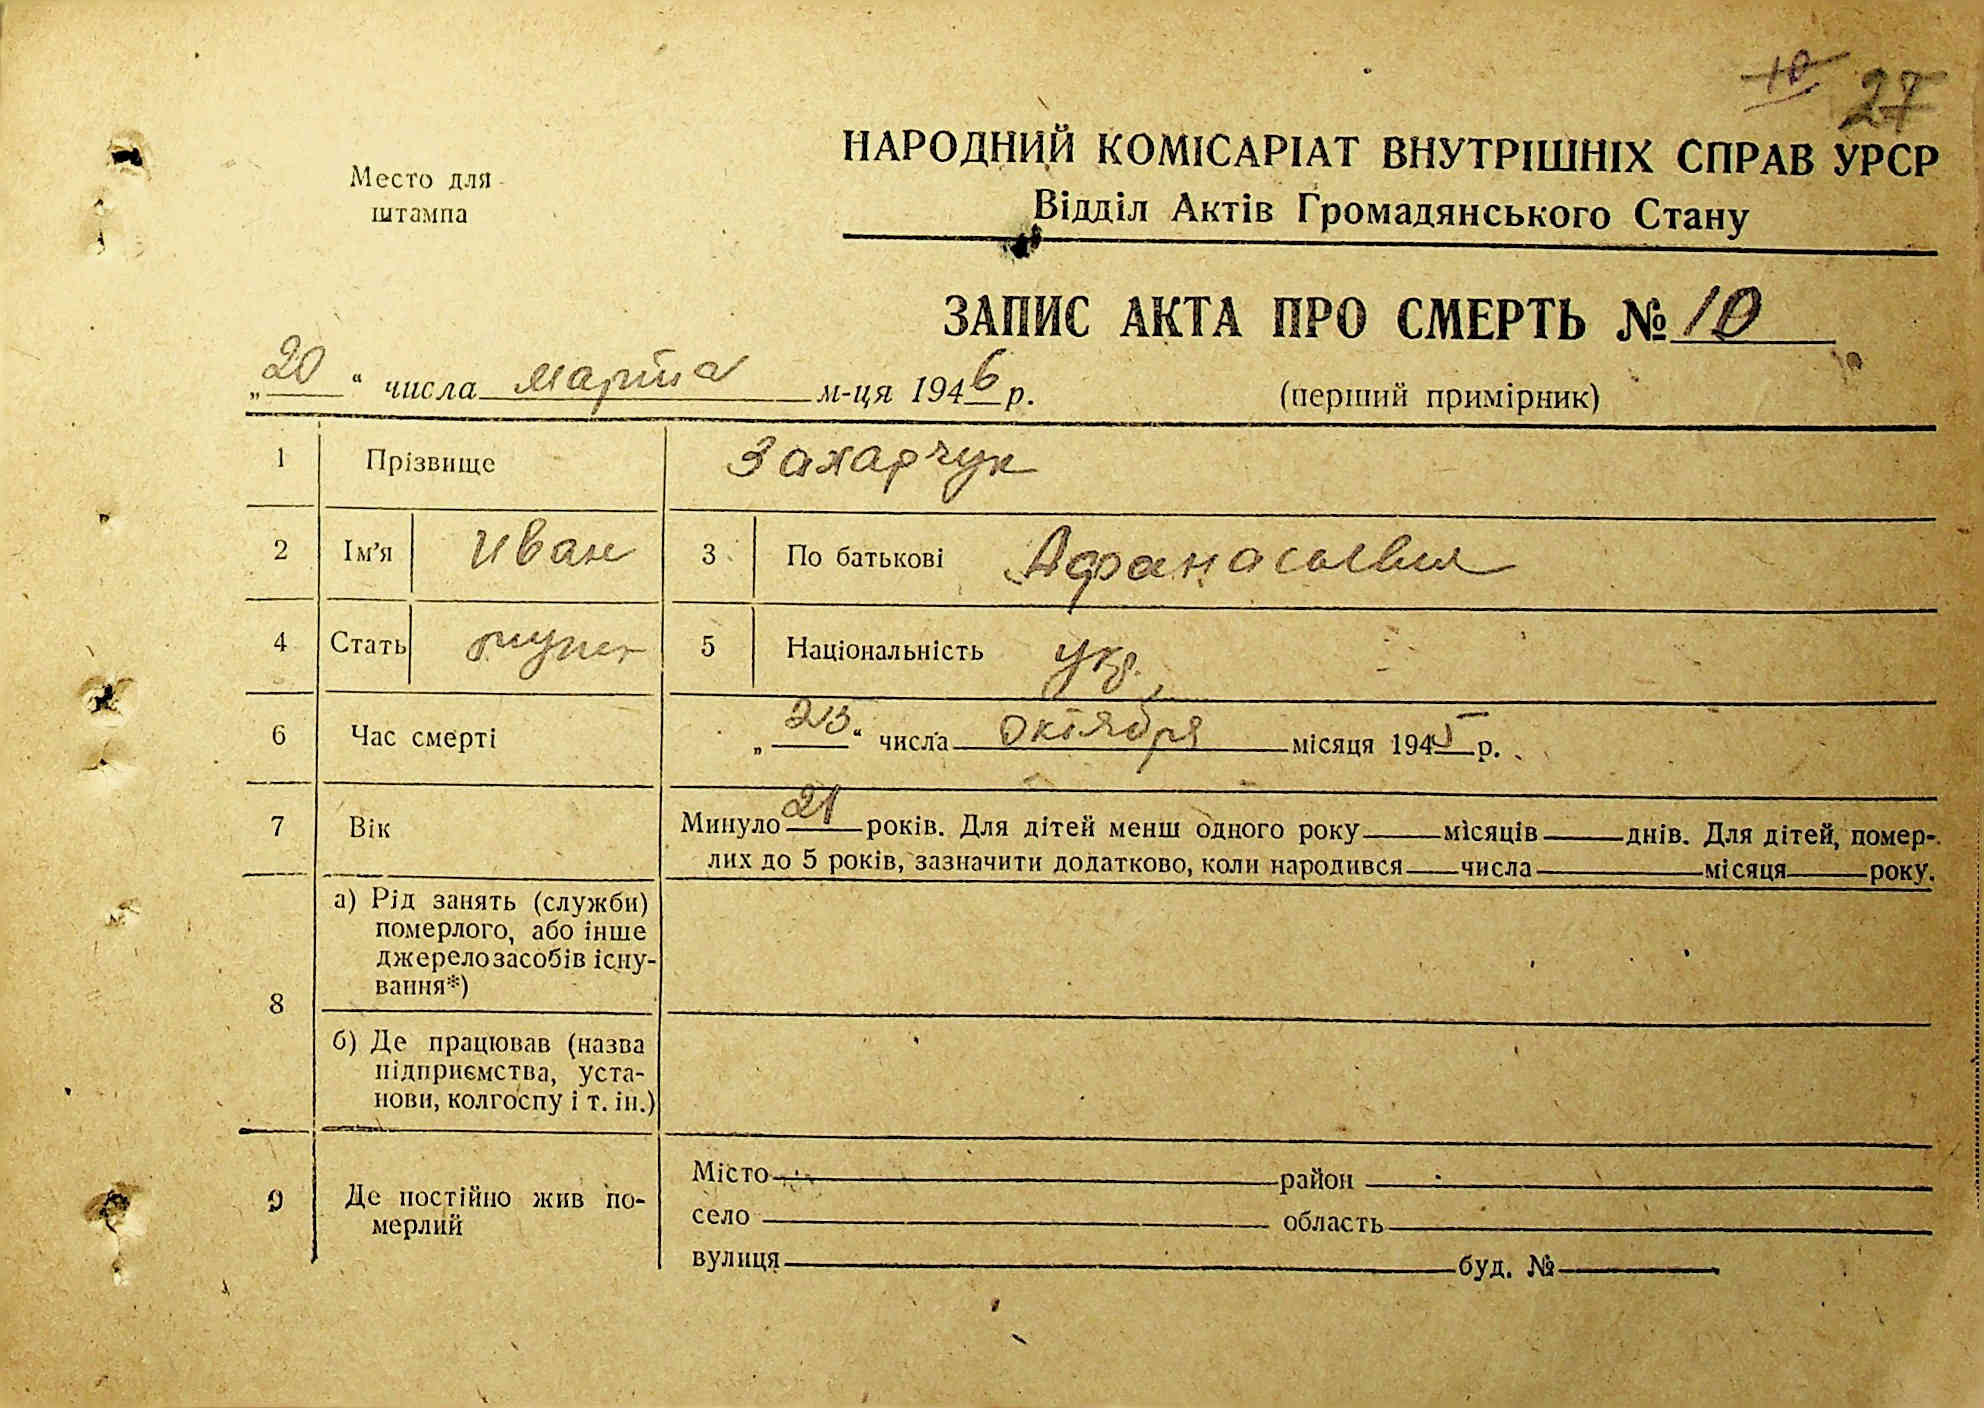 10 27
НАРОДНИЙ КОМІСАРІАТ ВНУТРІШНІХ СПРАВ УРСР
Место для
штампа
Відділ Актів Громадянського Стану
ЗАПИС АКТА ПРО СМЕРТЬ № 10
„20“ числа марта м-ця 1946 р.
(перший примірник)
1 Прізвище Захарчук
2 Ім’я Иван 3 По батькові Афанасьевич
4 Стать 5 Національність укр.
6 Час смерті „23“ числа октября місяця 1945 р.
7 Вік Минуло 21 років. Для дітей менш одного року місяців днів. Для дітей, помер-
лих до 5 років, зазначити додатково, коли народився числа місяця року.
8
а) Рід занять (служби)
померлого, або інше
джерело засобів існу-
вання*)
б) Де працював (назва
підприємства, уста-
нови, колгоспу і т. ін.)
9 Де постійно жив по-
мерлий
Місто район
село область
вулиця буд. №